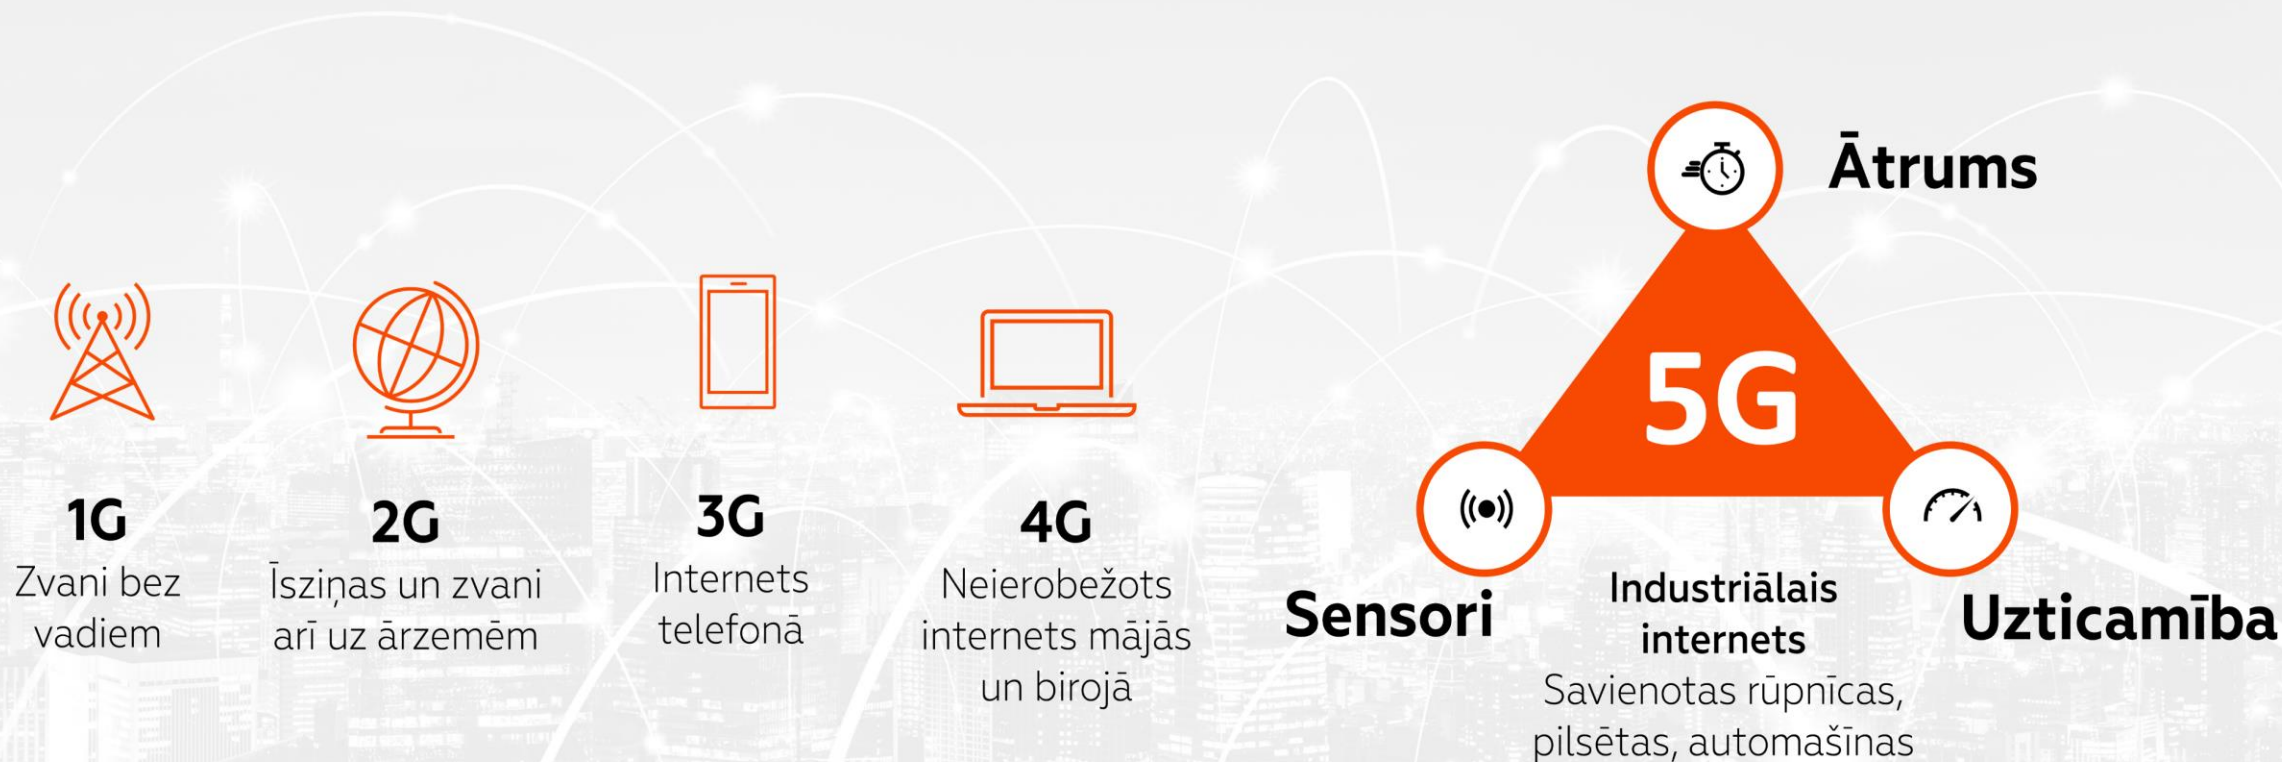 1G
Zvani bez
vadiem
2G
Īsziņas un zvani
arī uz ārzemēm
3G
Internets
telefonā
4G
Neierobežots
internets mājās
un birojā
Ātrums
5G
Sensori
Uzticamība
Industriālais
internets
Savienotas rūpnīcas,
pilsētas, automašīnas